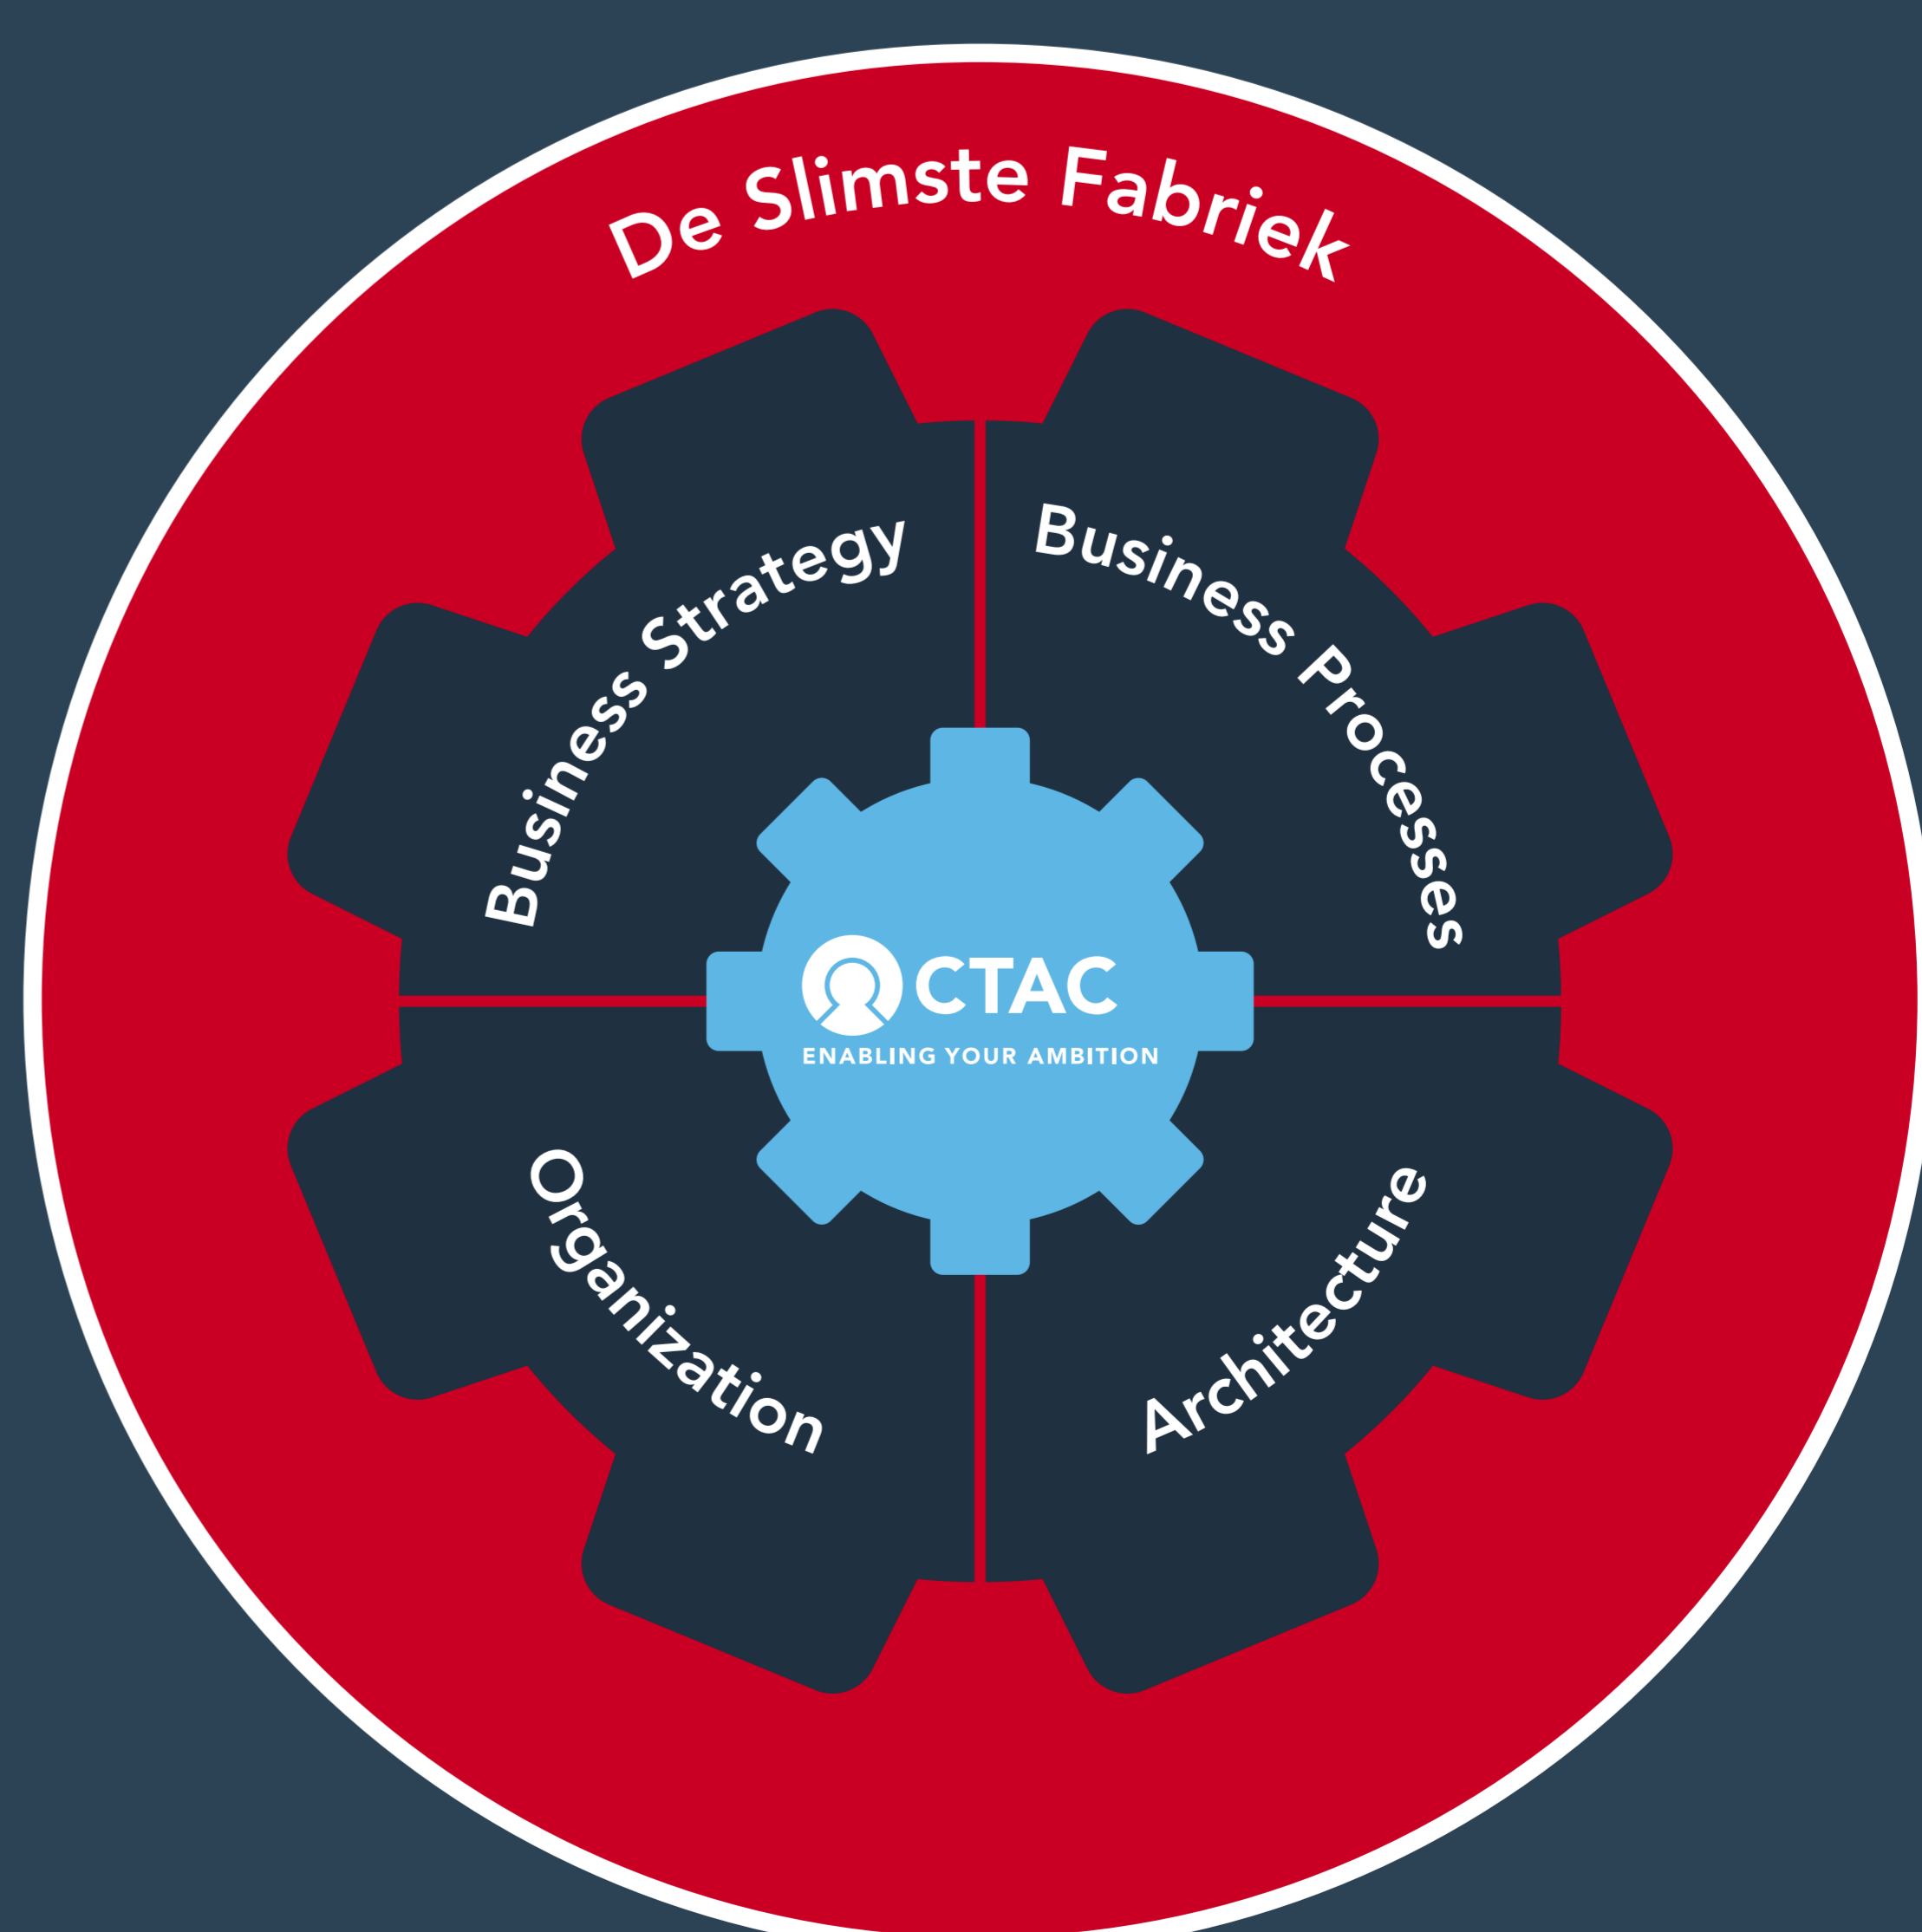 De Slimste Fabriek
Business Strategy
Business Processes
CTAC
ENABLING YOUR AMBITION
Organization
Architecture